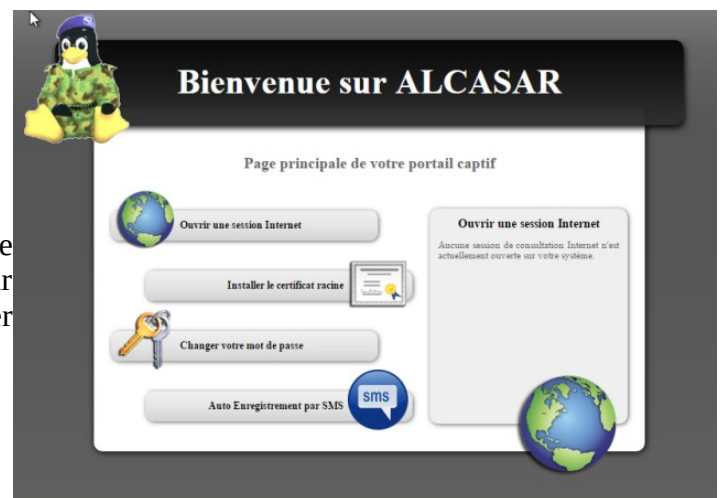 Bienvenue sur ALCASAR
Page principale de votre portail captif
Ouvrir une session Internet
Installer le certificat racine
Changer votre mot de passe
Auto Enregistrement par SMS
sms
Ouvrir une session Internet
Aucune session de consultation Internet n'est
actuellement ouverte sur votre système.